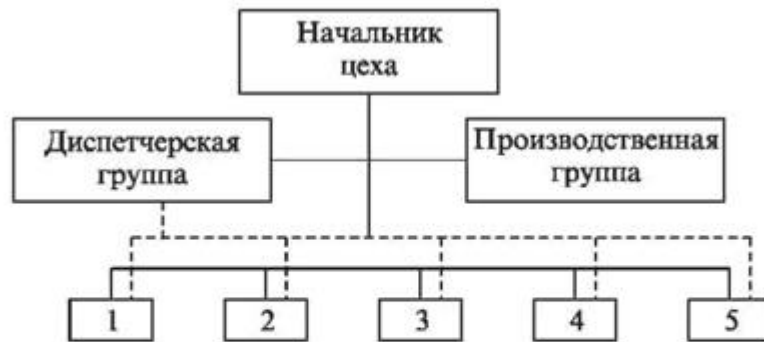 Начальник
цеха
Диспетчерская
группа
Производственная
группа
1
2
3
4
5